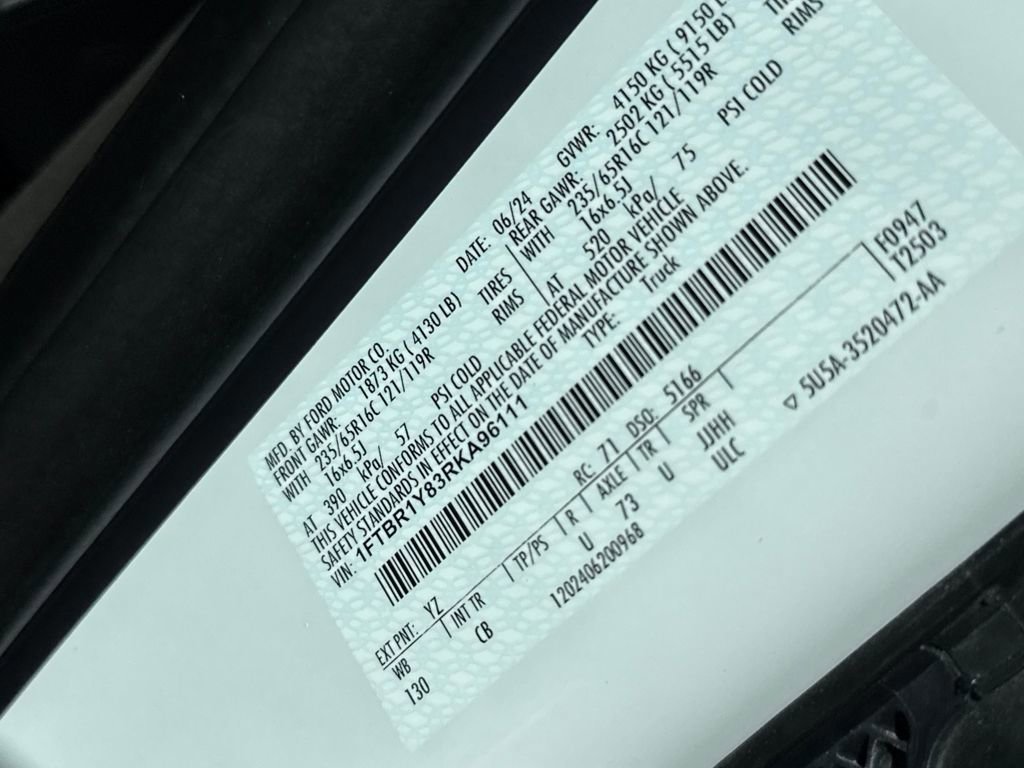 MFD. BY FORD MOTOR CO.
DATE: 06/24
GVWR: 4150 KG ( 9150 L
FRONT GAWR: 1873 KG ( 4130 LB)
REAR GAWR: 2502 KG ( 5515 LB)
WITH 235/65R16C 121/119R TIRES
WITH 235/65R16C 121/119R TIR
16x6.5J RIMS
16x6.5J RIMS
AT 390 kPa/ 57 PSI COLD
AT 520 kPa/ 75 PSI COLD
THIS VEHICLE CONFORMS TO ALL APPLICABLE FEDERAL MOTOR VEHICLE
SAFETY STANDARDS IN EFFECT ON THE DATE OF MANUFACTURE SHOWN ABOVE.
VIN: 1FTBR1Y83RKA96111
TYPE: Truck
EXT PNT: YZ RC: 71 DSO: 5166
F0947
WB INT TR TP/PS R AXLE TR SPR
T2503
130 CB U 73 U JJHH
ULC
1202406200968
▽ 5U5A-3520472-AA